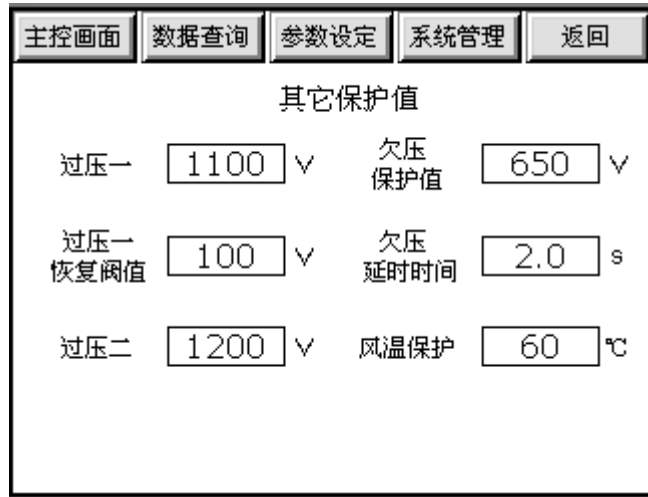 主控画面 数据查询 参数设定 系统管理 返回
其它保护值
过压一 1100 V 欠压
保护值 650 V
过压一
恢复阀值 100 V 欠压
延时时间 2.0 s
过压二 1200 V 风温保护 60 ℃